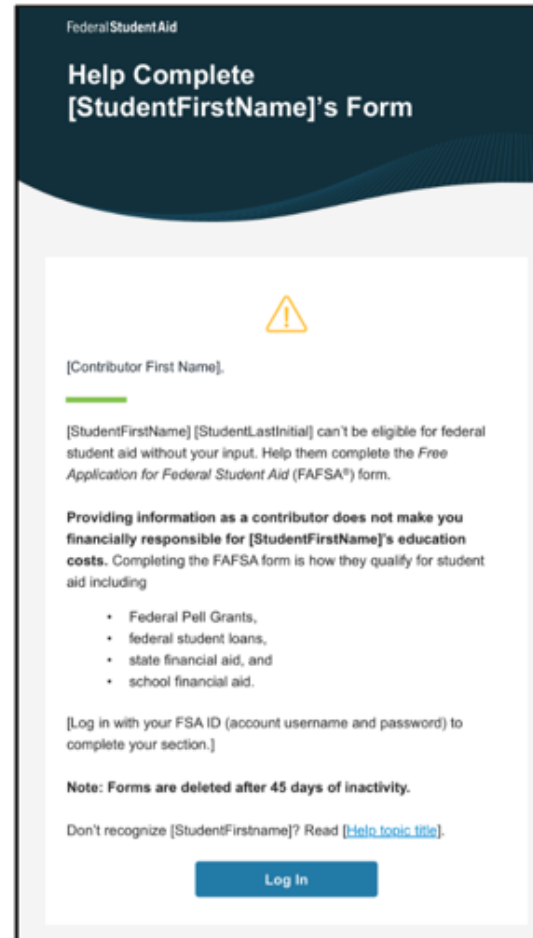 Federal Student Aid
Help Complete
[StudentFirstName]'s Form
[Contributor First Name],
[StudentFirstName] [StudentLastInitial] can't be eligible for federal
student aid without your input. Help them complete the Free
Application for Federal Student Aid (FAFSA®) form.
Providing information as a contributor does not make you
financially responsible for [StudentFirstName]'s education
costs. Completing the FAFSA form is how they qualify for student
aid including
• Federal Pell Grants,
• federal student loans,
• state financial aid, and
• school financial aid.
[Log in with your FSA ID (account username and password) to
complete your section.]
Note: Forms are deleted after 45 days of inactivity.
Don't recognize [StudentFirstname]? Read [Help topic title].
Log In